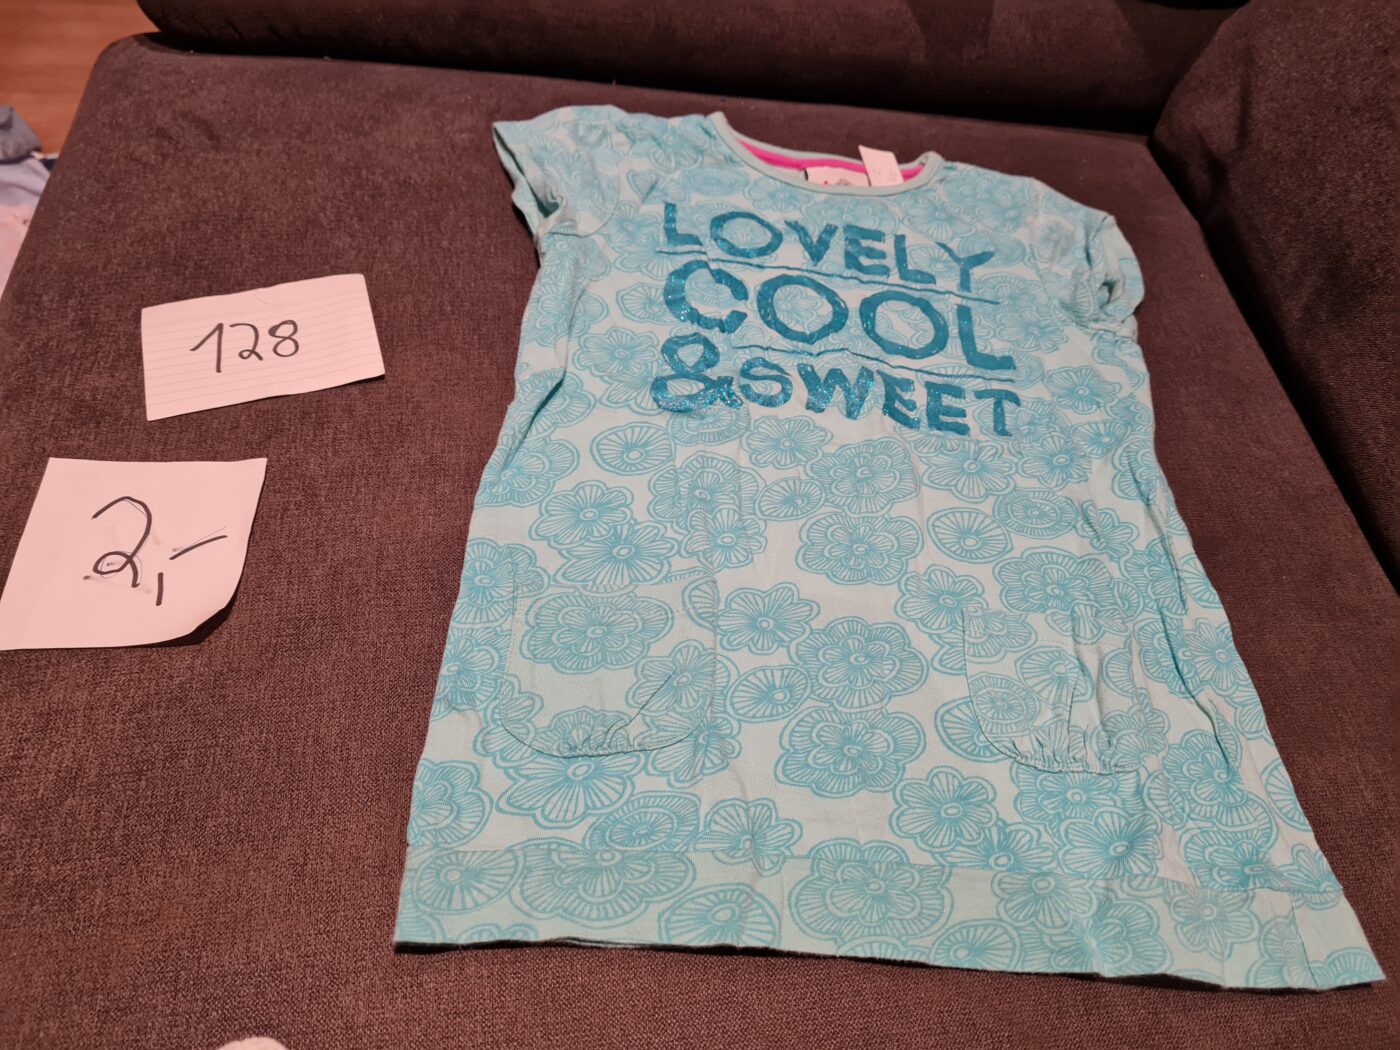 128
2,-
LOVELY
COOL
&SWEET